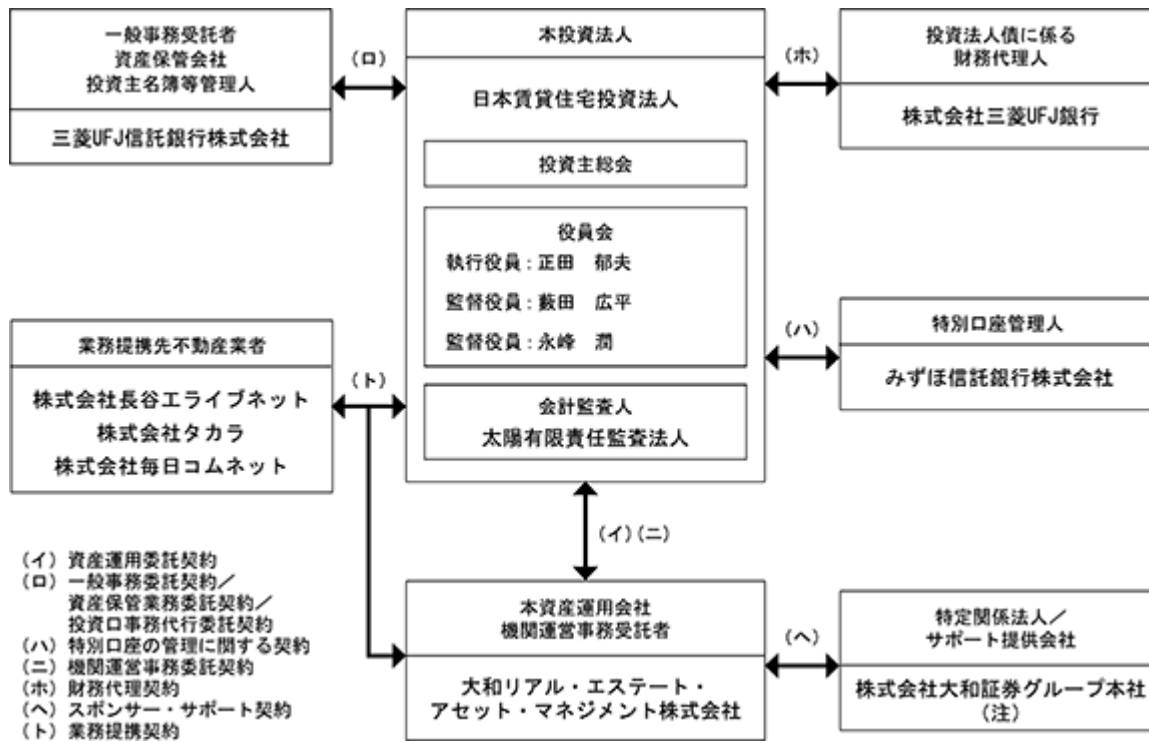 一般事務受託者
資産保管会社
投資主名簿等管理人
三菱UFJ信託銀行株式会社
(ロ)
本投資法人
日本賃貸住宅投資法人
投資主総会
役員会
執行役員:正田 郁夫
監督役員:薮田 広平
監督役員:永峰 潤
会計監査人
太陽有限責任監査法人
(ホ)
投資法人債に係る
財務代理人
株式会社三菱UFJ銀行
(ハ)
特別口座管理人
みずほ信託銀行株式会社
業務提携先不動産業者
株式会社長谷エライブネット
株式会社タカラ
株式会社毎日コムネット
(ト)
(イ)(ニ)
本資産運用会社
機関運営事務受託者
大和リアル・エステート・
アセット・マネジメント株式会社
(ヘ)
特定関係法人/
サポート提供会社
株式会社大和証券グループ本社
(注)
(イ)資産運用委託契約
(ロ)一般事務委託契約/
資産保管業務委託契約/
投資口事務代行委託契約
(ハ)特別口座の管理に関する契約
(ニ)機関運営事務委託契約
(ホ)財務代理契約
(ヘ)スポンサー・サポート契約
(ト)業務提携契約